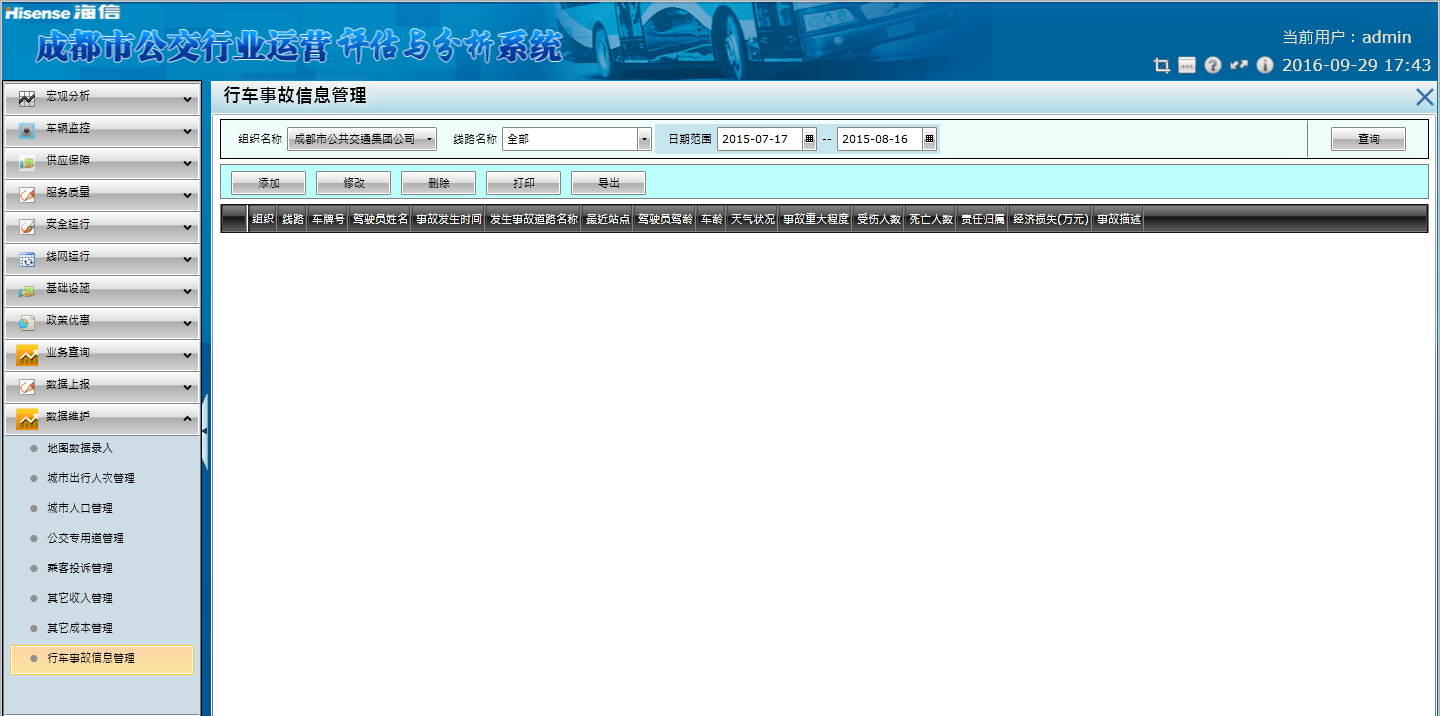 Hisense 海信
成都市公交行业运营评估与分析系统
当前用户：admin
2016-09-29 17:43
宏观分析
车辆监控
供应保障
服务质量
安全运行
线网运行
基础设施
政策优惠
业务查询
数据上报
数据维护
地图数据录入
城市出行人次管理
城市人口管理
公交专用道管理
乘客投诉管理
其它收入管理
其它成本管理
行车事故信息管理
行车事故信息管理
组织名称 成都市公共交通集团公司 线路名称 全部 日期范围 2015-07-17 -- 2015-08-16 查询
添加 修改 删除 打印 导出
组织 线路 车牌号 驾驶员姓名 事故发生时间 发生事故道路名称 最近站点 驾驶员驾龄 车龄 天气状况 事故重大程度 受伤人数 死亡人数 责任归属 经济损失(万元) 事故描述